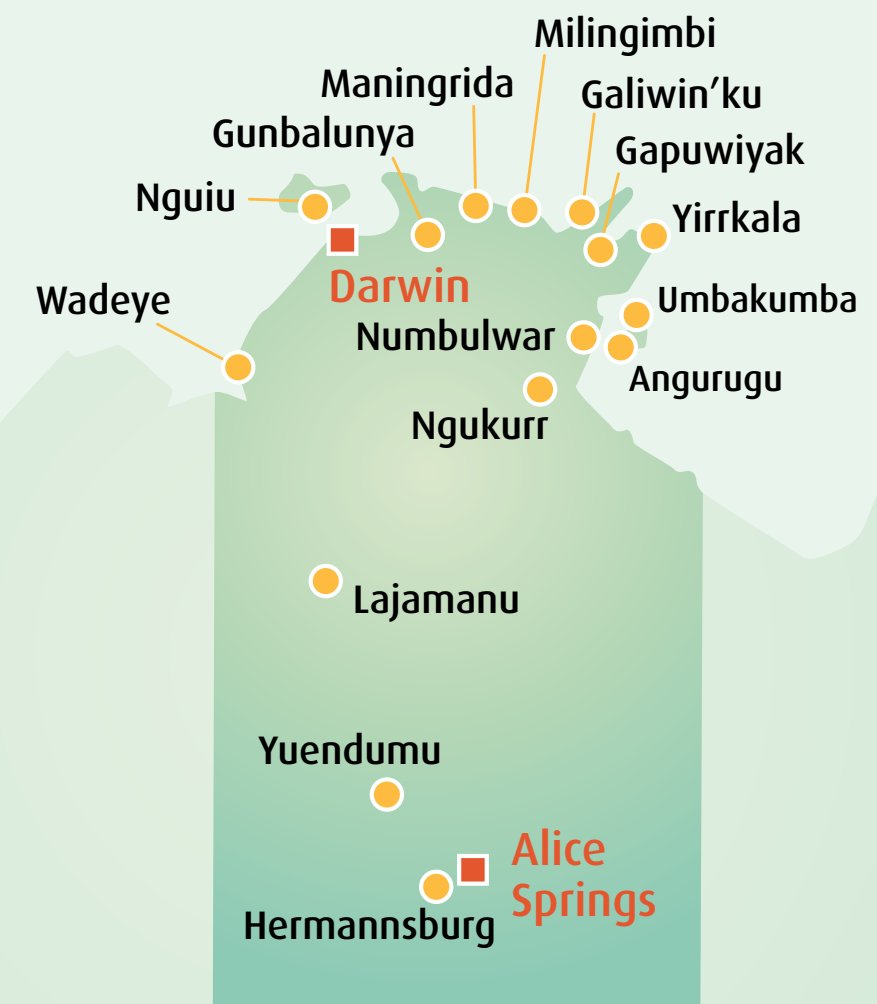 Milingimbi
Maningrida
Galiwin’ku
Gunbalunya
Gapuwiyak
Nguiu
Yirrkala
Darwin
Wadeye
Umbakumba
Numbulwar
Angurugu
Ngukurr
Lajamanu
Yuendumu
Alice
Springs
Hermannsburg